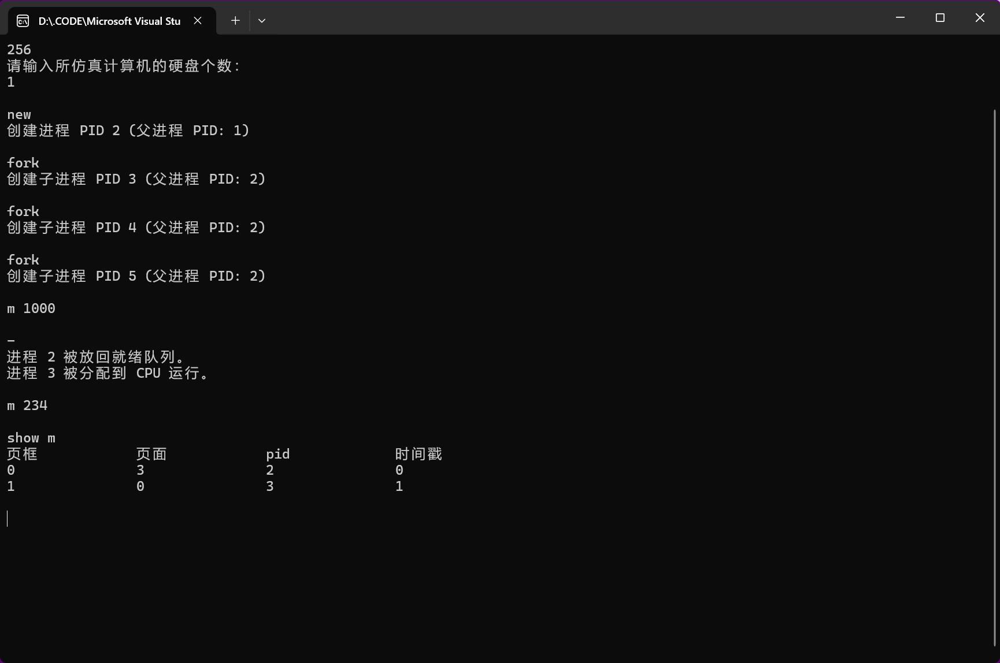 D:\.CODE\Microsoft Visual Stu
256
请输入所仿真计算机的硬盘个数：
1
new
创建进程 PID 2 (父进程 PID: 1)
fork
创建子进程 PID 3 (父进程 PID: 2)
fork
创建子进程 PID 4 (父进程 PID: 2)
fork
创建子进程 PID 5 (父进程 PID: 2)
m 1000
-
进程 2 被放回就绪队列。
进程 3 被分配到 CPU 运行。
m 234
show m
页框 页面 pid 时间戳
0 3 2 0
1 0 3 1